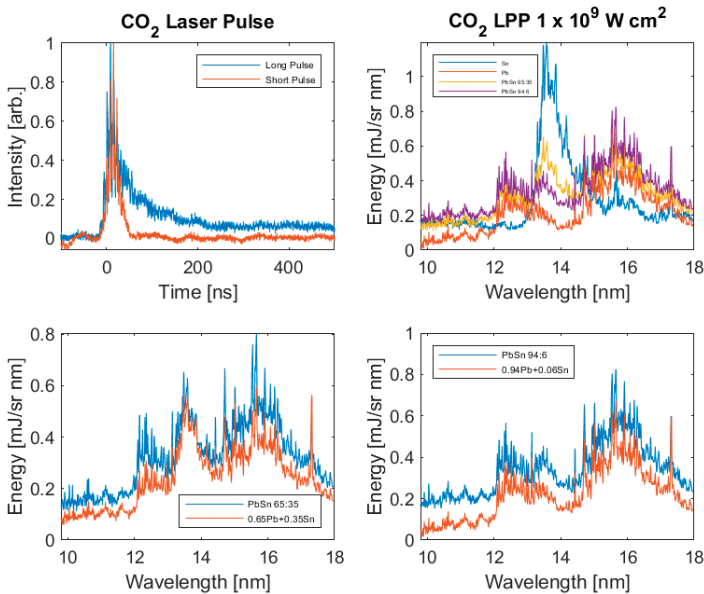 CO2 Laser Pulse
CO2 LPP 1 x 10^9 W cm^2
1
0.8
0.6
0.4
0.2
0
Intensity [arb.]
Long Pulse
Short Pulse
0
200
400
Time [ns]
1
0.8
0.6
0.4
0.2
0
Energy [mJ/sr nm]
Sn
Pb
PbSn 65:35
PbSn 94:6
10
12
14
16
18
Wavelength [nm]
0.8
0.6
0.4
0.2
0
Energy [mJ/sr nm]
PbSn 65:35
0.65Pb+0.35Sn
10
12
14
16
18
Wavelength [nm]
1
0.8
0.6
0.4
0.2
0
Energy [mJ/sr nm]
PbSn 94:6
0.94Pb+0.06Sn
10
12
14
16
18
Wavelength [nm]